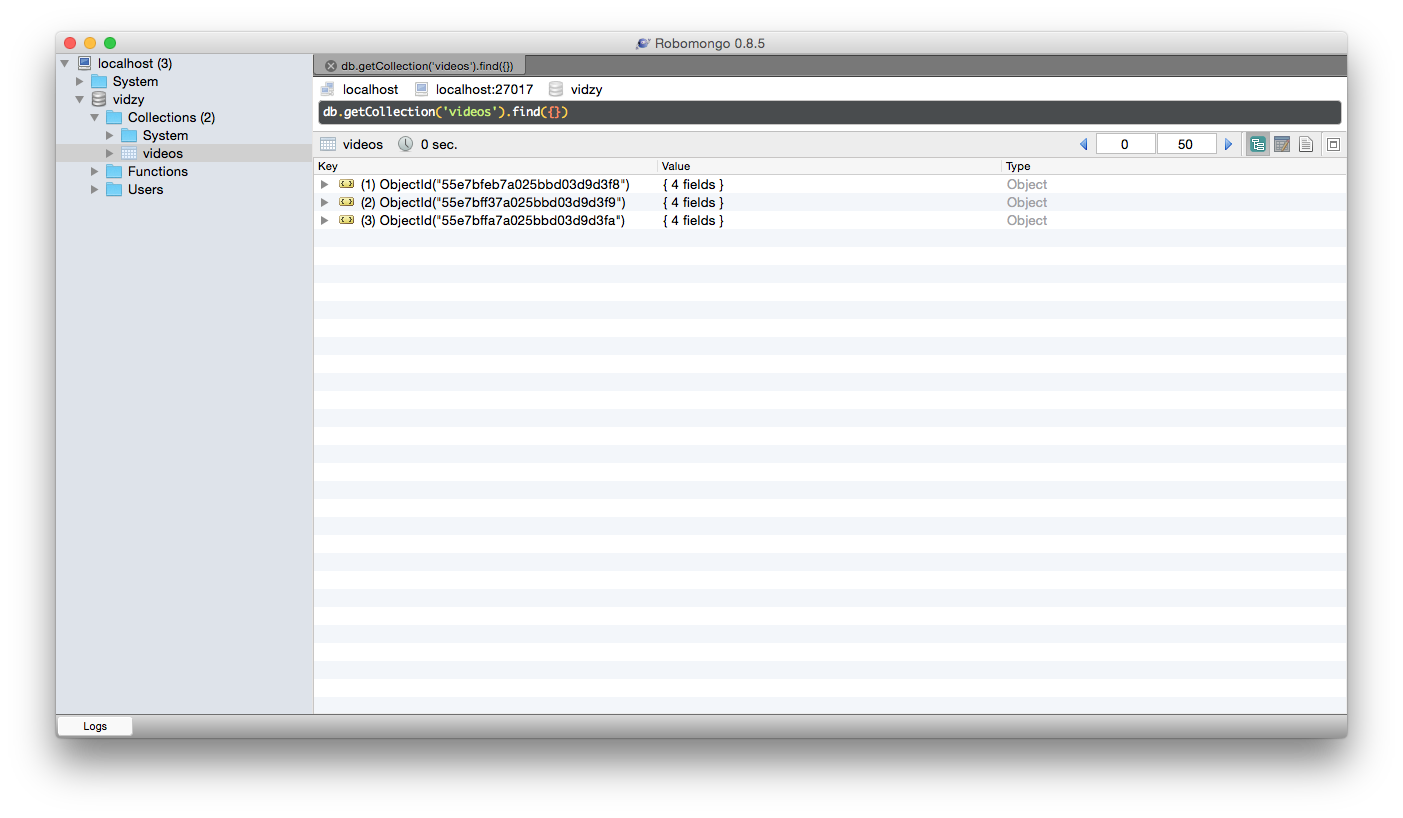 Robomongo 0.8.5
localhost (3)
System
vidzy
Collections (2)
System
videos
Functions
Users
db.getCollection('videos').find({})
localhost localhost:27017 vidzy
db.getCollection('videos').find({})
videos 0 sec. 0 50
Key Value Type
(1) ObjectId("55e7bfeb7a025bbd03d9d3f8") { 4 fields } Object
(2) ObjectId("55e7bff37a025bbd03d9d3f9") { 4 fields } Object
(3) ObjectId("55e7bffa7a025bbd03d9d3fa") { 4 fields } Object
Logs